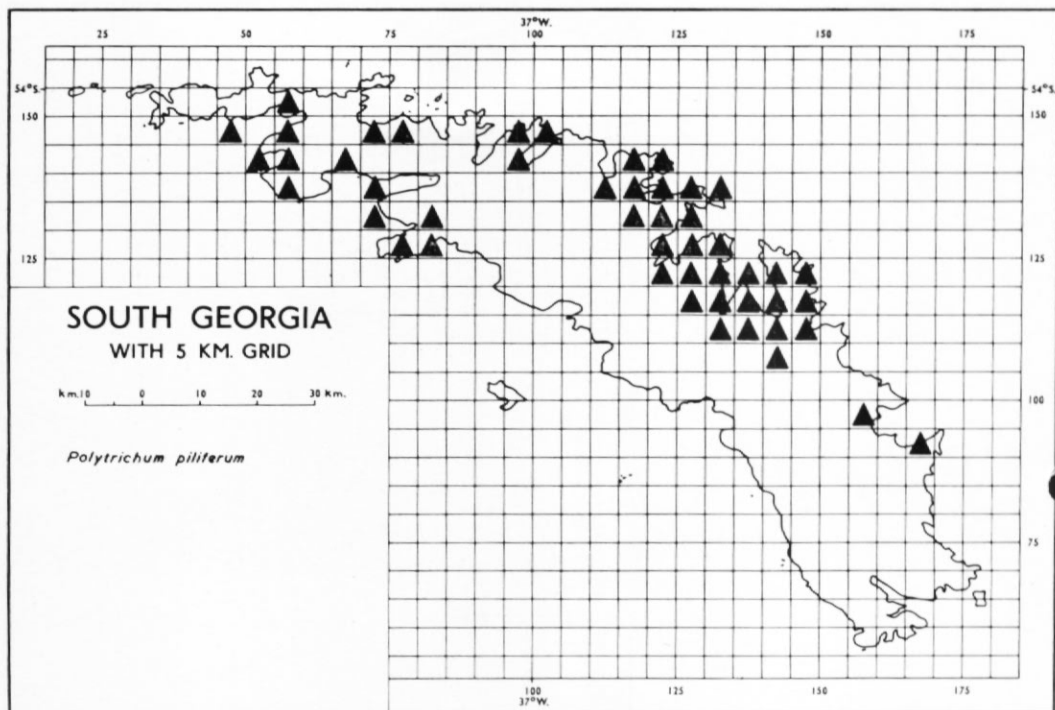 37°W.
25 50 75 100 125 150 175
54°S. 54°S.
150 150
125 125
SOUTH GEORGIA
WITH 5 KM. GRID
km.10 0 10 20 30 km.
100
Polytrichum piliferum
75
100 125 150 175
37°W.